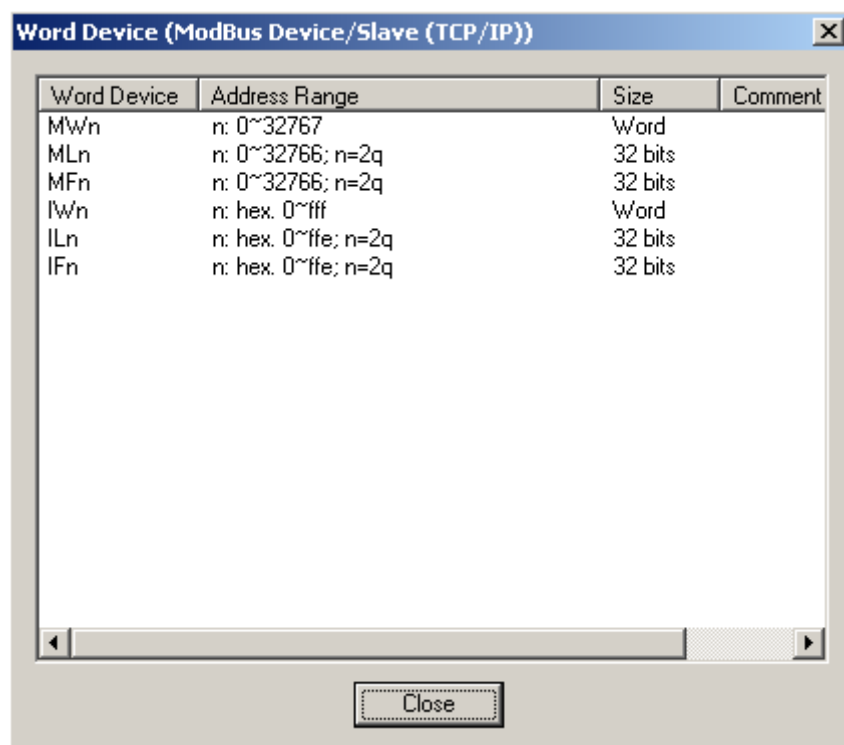 Word Device (ModBus Device/Slave (TCP/IP))
Word Device Address Range Size Comment
MWn n: 0~32767 Word
MLn n: 0~32766; n=2q 32 bits
MFn n: 0~32766; n=2q 32 bits
IWn n: hex. 0~fff Word
ILn n: hex. 0~ffe; n=2q 32 bits
IFn n: hex. 0~ffe; n=2q 32 bits
Close